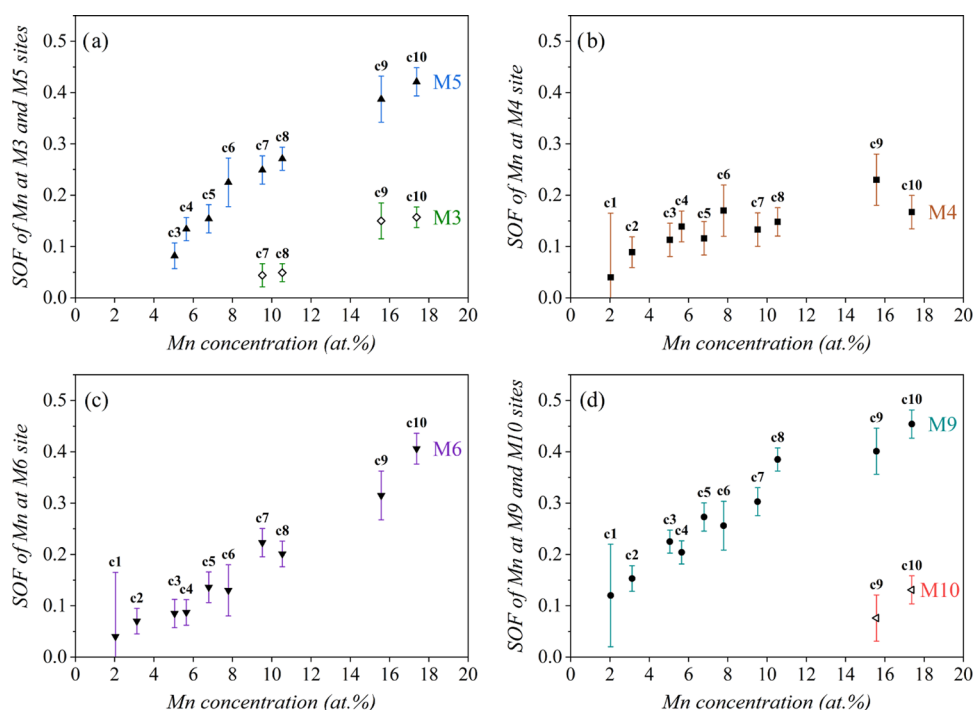 (a)
SOF of Mn at M3 and M5 sites
0.5
0.4
0.3
0.2
0.1
0.0
c3
c4
c5
c6
c7
c8
c9
c10
M5
c7
c8
c9
c10
M3
0 2 4 6 8 10 12 14 16 18 20
Mn concentration (at.%)
(b)
SOF of Mn at M4 site
0.5
0.4
0.3
0.2
0.1
0.0
c1
c2
c3
c4
c5
c6
c7
c8
c9
c10
M4
0 2 4 6 8 10 12 14 16 18 20
Mn concentration (at.%)
(c)
SOF of Mn at M6 site
0.5
0.4
0.3
0.2
0.1
0.0
c1
c2
c3
c4
c5
c6
c7
c8
c9
c10
M6
0 2 4 6 8 10 12 14 16 18 20
Mn concentration (at.%)
(d)
SOF of Mn at M9 and M10 sites
0.5
0.4
0.3
0.2
0.1
0.0
c1
c2
c3
c4
c5
c6
c7
c8
c9
c10
M9
c9
c10
M10
0 2 4 6 8 10 12 14 16 18 20
Mn concentration (at.%)